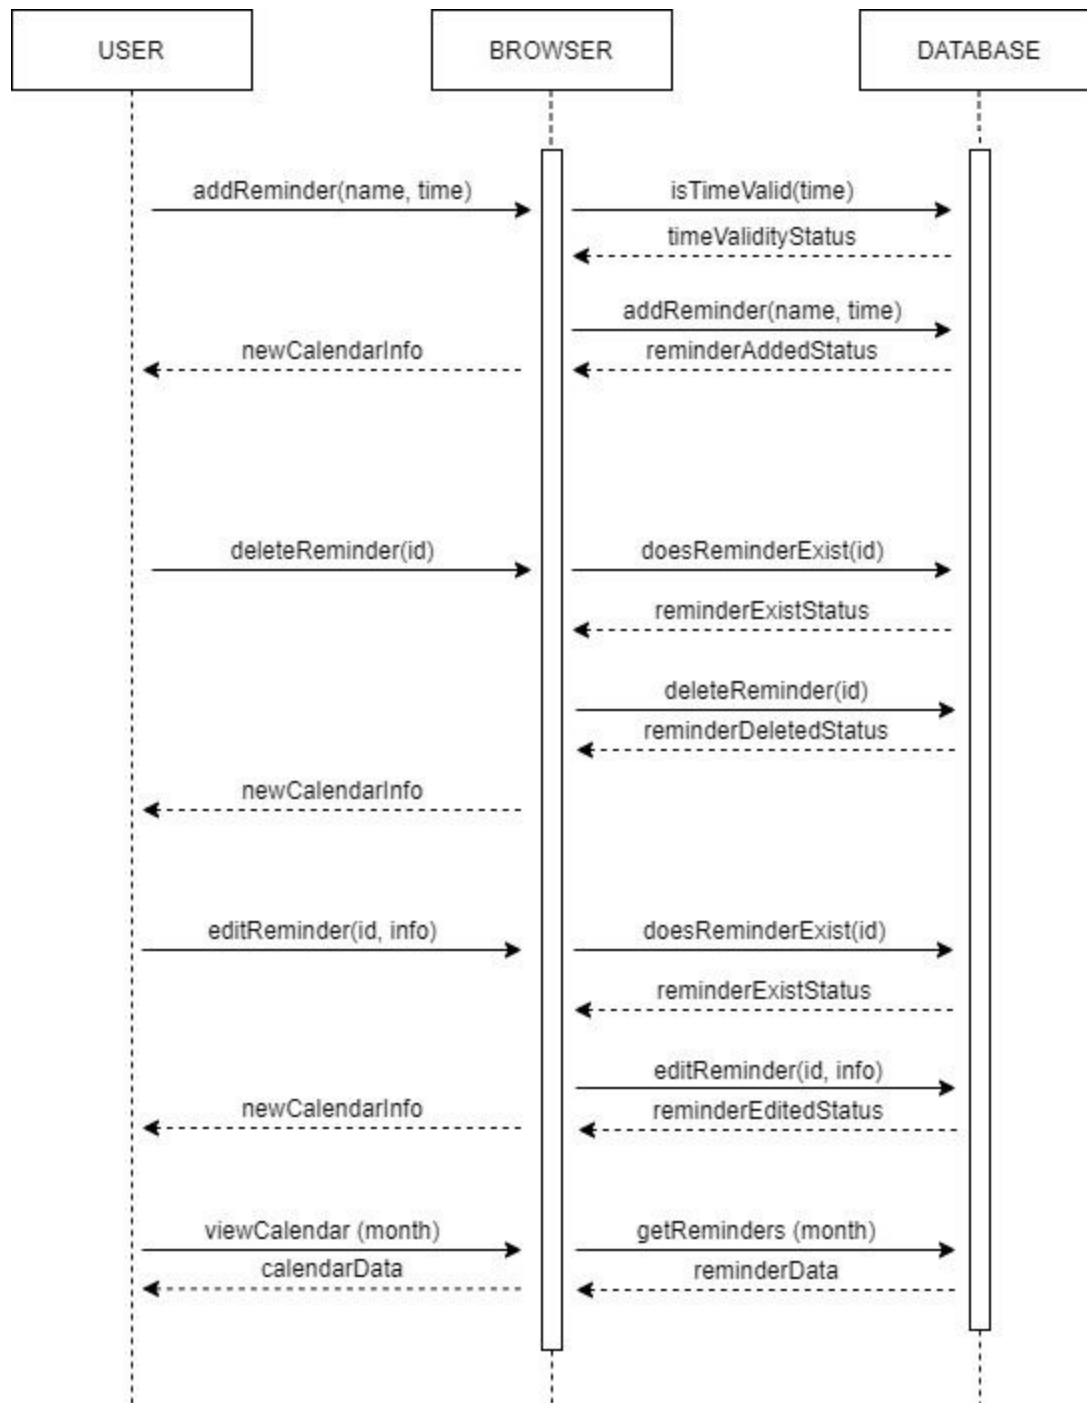 USER
BROWSER
DATABASE
addReminder(name, time)
isTimeValid(time)
timeValidityStatus
addReminder(name, time)
newCalendarInfo
reminderAddedStatus
deleteReminder(id)
doesReminderExist(id)
reminderExistStatus
deleteReminder(id)
reminderDeletedStatus
newCalendarInfo
editReminder(id, info)
doesReminderExist(id)
reminderExistStatus
editReminder(id, info)
newCalendarInfo
reminderEditedStatus
viewCalendar (month)
getReminders (month)
calendarData
reminderData